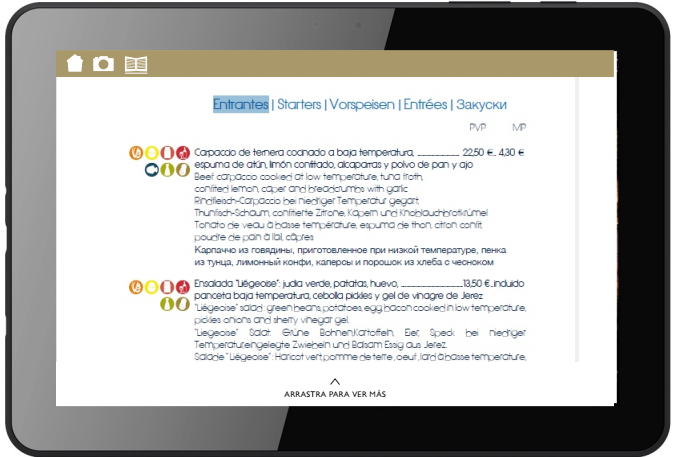 Entrantes | Starters | Vorspeisen | Entrées | Закуски
PVP MP
Carpaccio de ternera cocinado a baja temperatura, ............ 22,50 €.. 4,30 €
espuma de atún, limón confitado, alcaparras y polvo de pan y ajo
Beef carpaccio cooked at low temperature, tuna froth,
confited lemon, caper and breadcrumbs with garlic
Rindfleisch-Carpaccio bei niedriger Temperatur gegart,
Thunfisch-Schaum, confitierte Zitrone, Kapern und Knoblauchbrotkrümel
Tonato de veau à basse température, espuma de thon, citron confit,
poudre de pain à l'ail, câpres
Карпаччо из говядины, приготовленное при низкой температуре, пенка
из тунца, лимонный конфи, каперсы и порошок из хлеба с чесноком
Ensalada "Liégeoise": judia verde, patatas, huevo, ............13,50 €..incluido
panceta baja temperatura, cebolla pickles y gel de vinagre de Jerez
"Liégeoise" salad: green beans, potatoes, egg bacon cooked in low temperature,
pickles onions and sherry vinegar gel.
"Liegeoise" Salat: Grüne Bohnen,Kartoffeln, Eier, Speck bei niedriger
Temperatur,eingelegte Zwiebeln und Balsam Essig aus Jerez.
Salade "Liégeoise": Haricot vert,pomme de terre , oeuf , lard à basse temperature,
ARRASTRA PARA VER MÁS